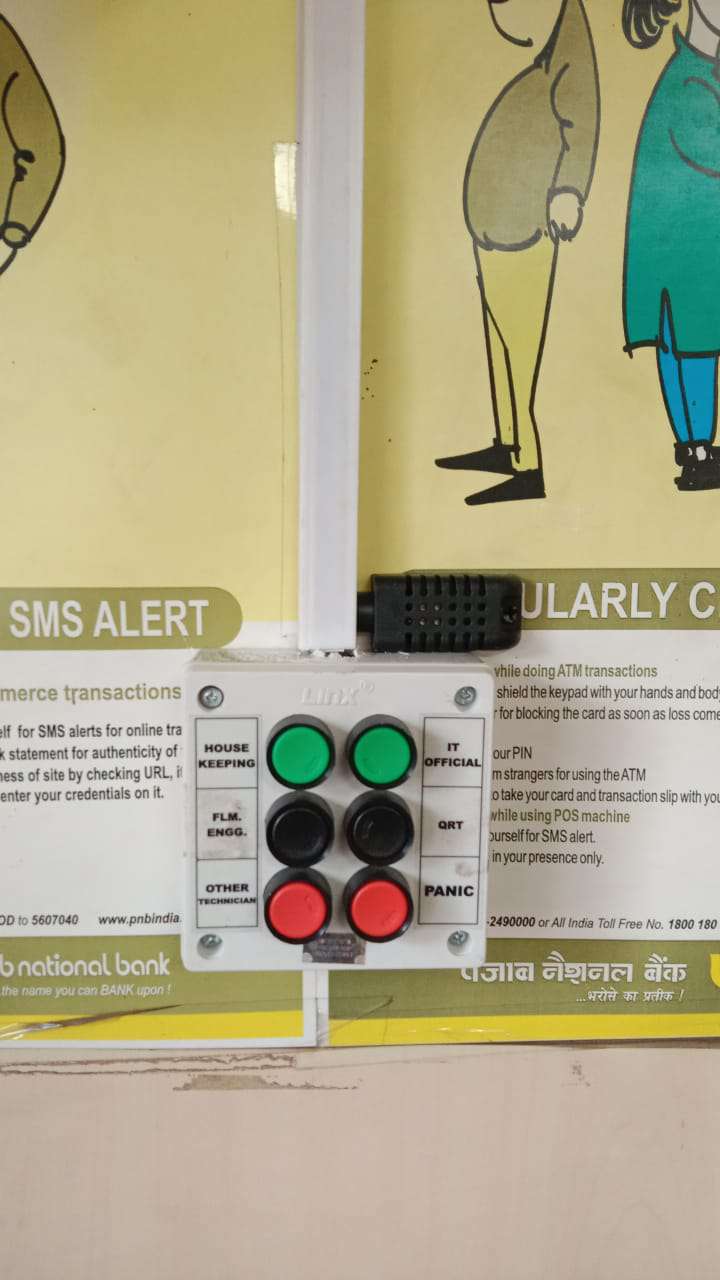 SMS ALERT
merce transactions
elf for SMS alerts for online tra
k statement for authenticity of
ness of site by checking URL, i
enter your credentials on it.
OD to 5607040 www.pnbindia.
b national bank
the name you can BANK upon !
ULARLY C
while doing ATM transactions
shield the keypad with your hands and body
r for blocking the card as soon as loss come
our PIN
m strangers for using the ATM
o take your card and transaction slip with you
while using POS machine
ourself for SMS alert.
in your presence only.
-2490000 or All India Toll Free No. 1800 180
पंजाब नैशनल बैंक
...भरोसे का प्रतीक !
LinX
HOUSE
KEEPING
IT
OFFICIAL
FLM.
ENGG.
QRT
OTHER
TECHNICIAN
PANIC